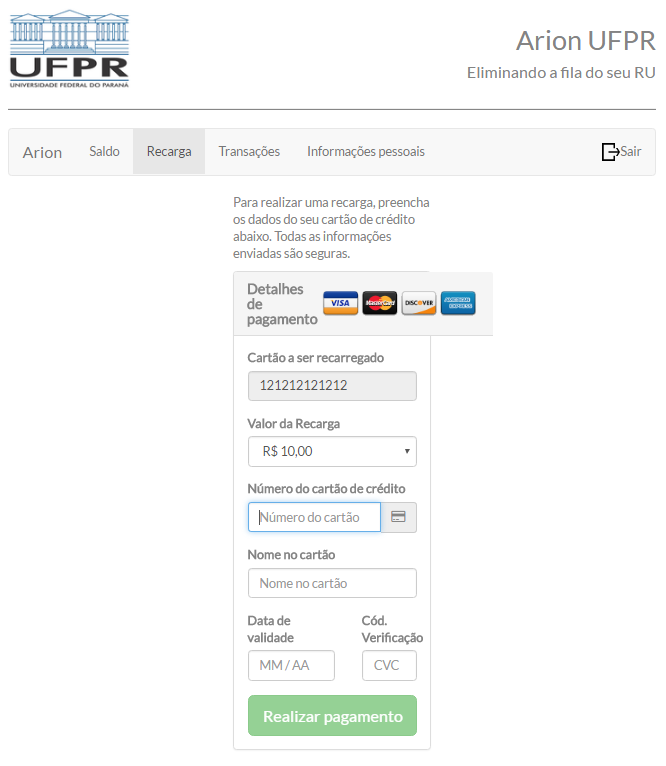 UFPR
UNIVERSIDADE FEDERAL DO PARANÁ
Arion UFPR
Eliminando a fila do seu RU
Arion Saldo Recarga Transações Informações pessoais Sair
Para realizar uma recarga, preencha
os dados do seu cartão de crédito
abaixo. Todas as informações
enviadas são seguras.
Detalhes
de
pagamento
VISA MasterCard DISCOVER AMERICAN EXPRESS
Cartão a ser recarregado
121212121212
Valor da Recarga
R$ 10,00
Número do cartão de crédito
Número do cartão
Nome no cartão
Nome no cartão
Data de Cód.
validade Verificação
MM / AA CVC
Realizar pagamento